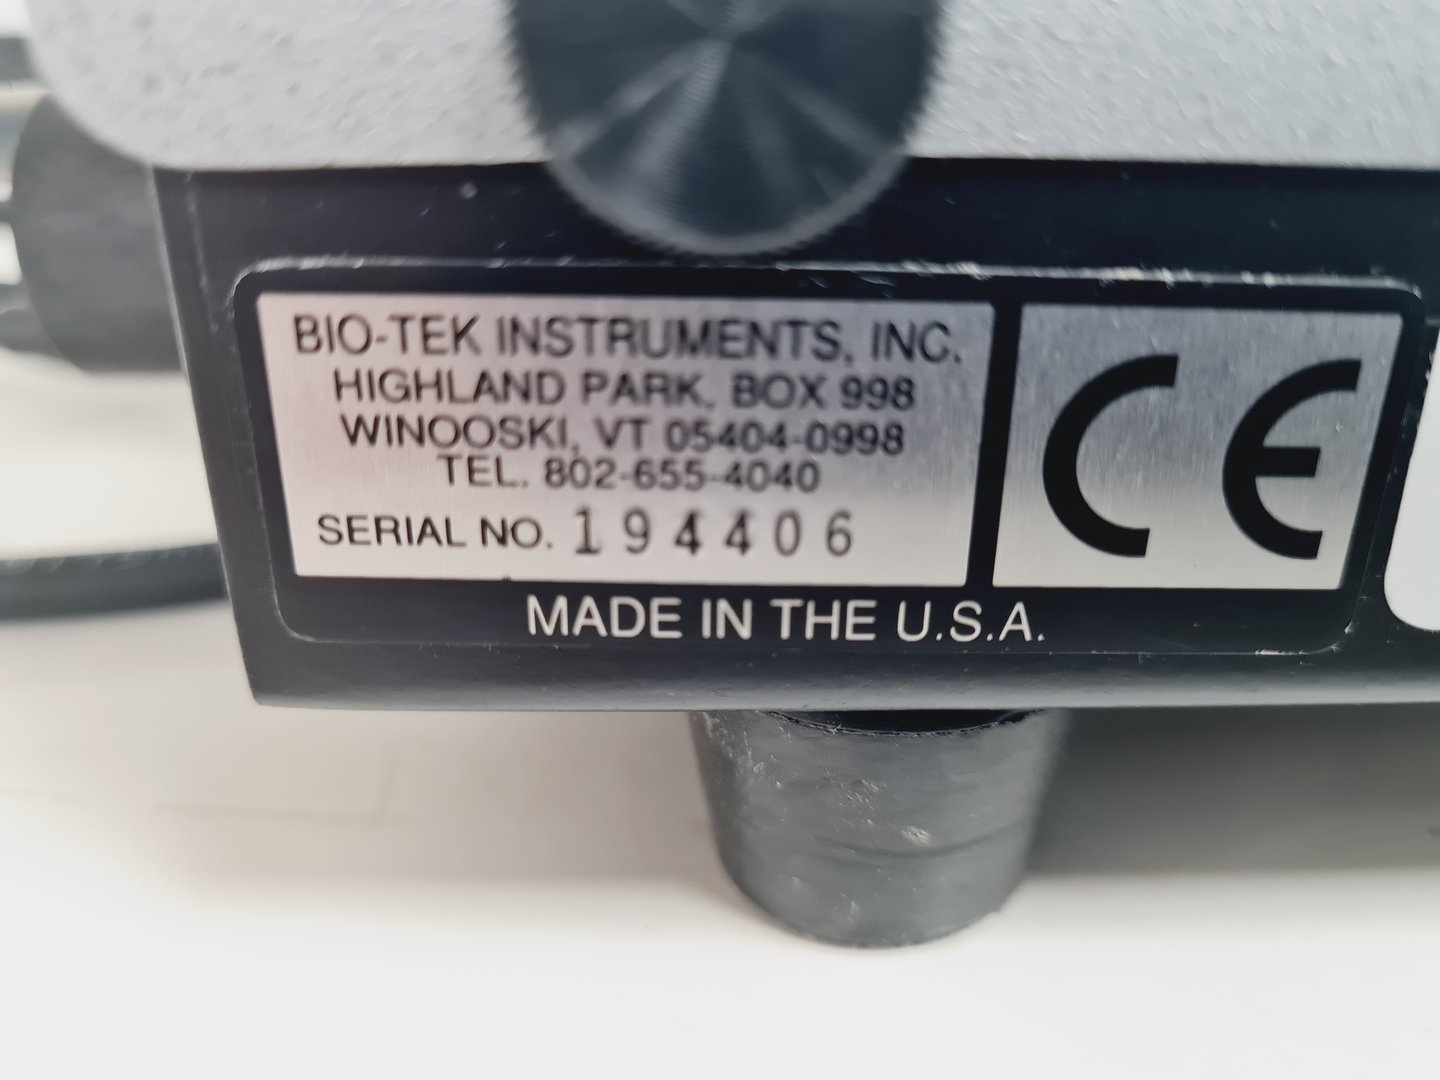 BIO-TEK INSTRUMENTS, INC.
HIGHLAND PARK, BOX 998
WINOOSKI, VT 05404-0998
TEL. 802-655-4040
SERIAL NO. 194406
CE
MADE IN THE U.S.A.